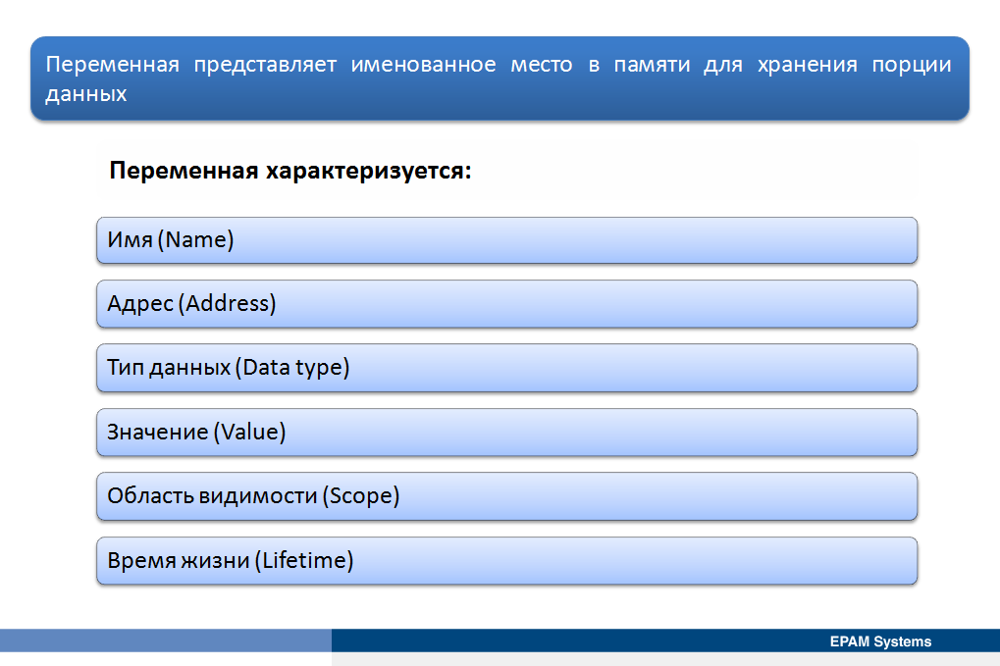 Переменная представляет именованное место в памяти для хранения порции
данных
Переменная характеризуется:
Имя (Name)
Адрес (Address)
Тип данных (Data type)
Значение (Value)
Область видимости (Scope)
Время жизни (Lifetime)
EPAM Systems